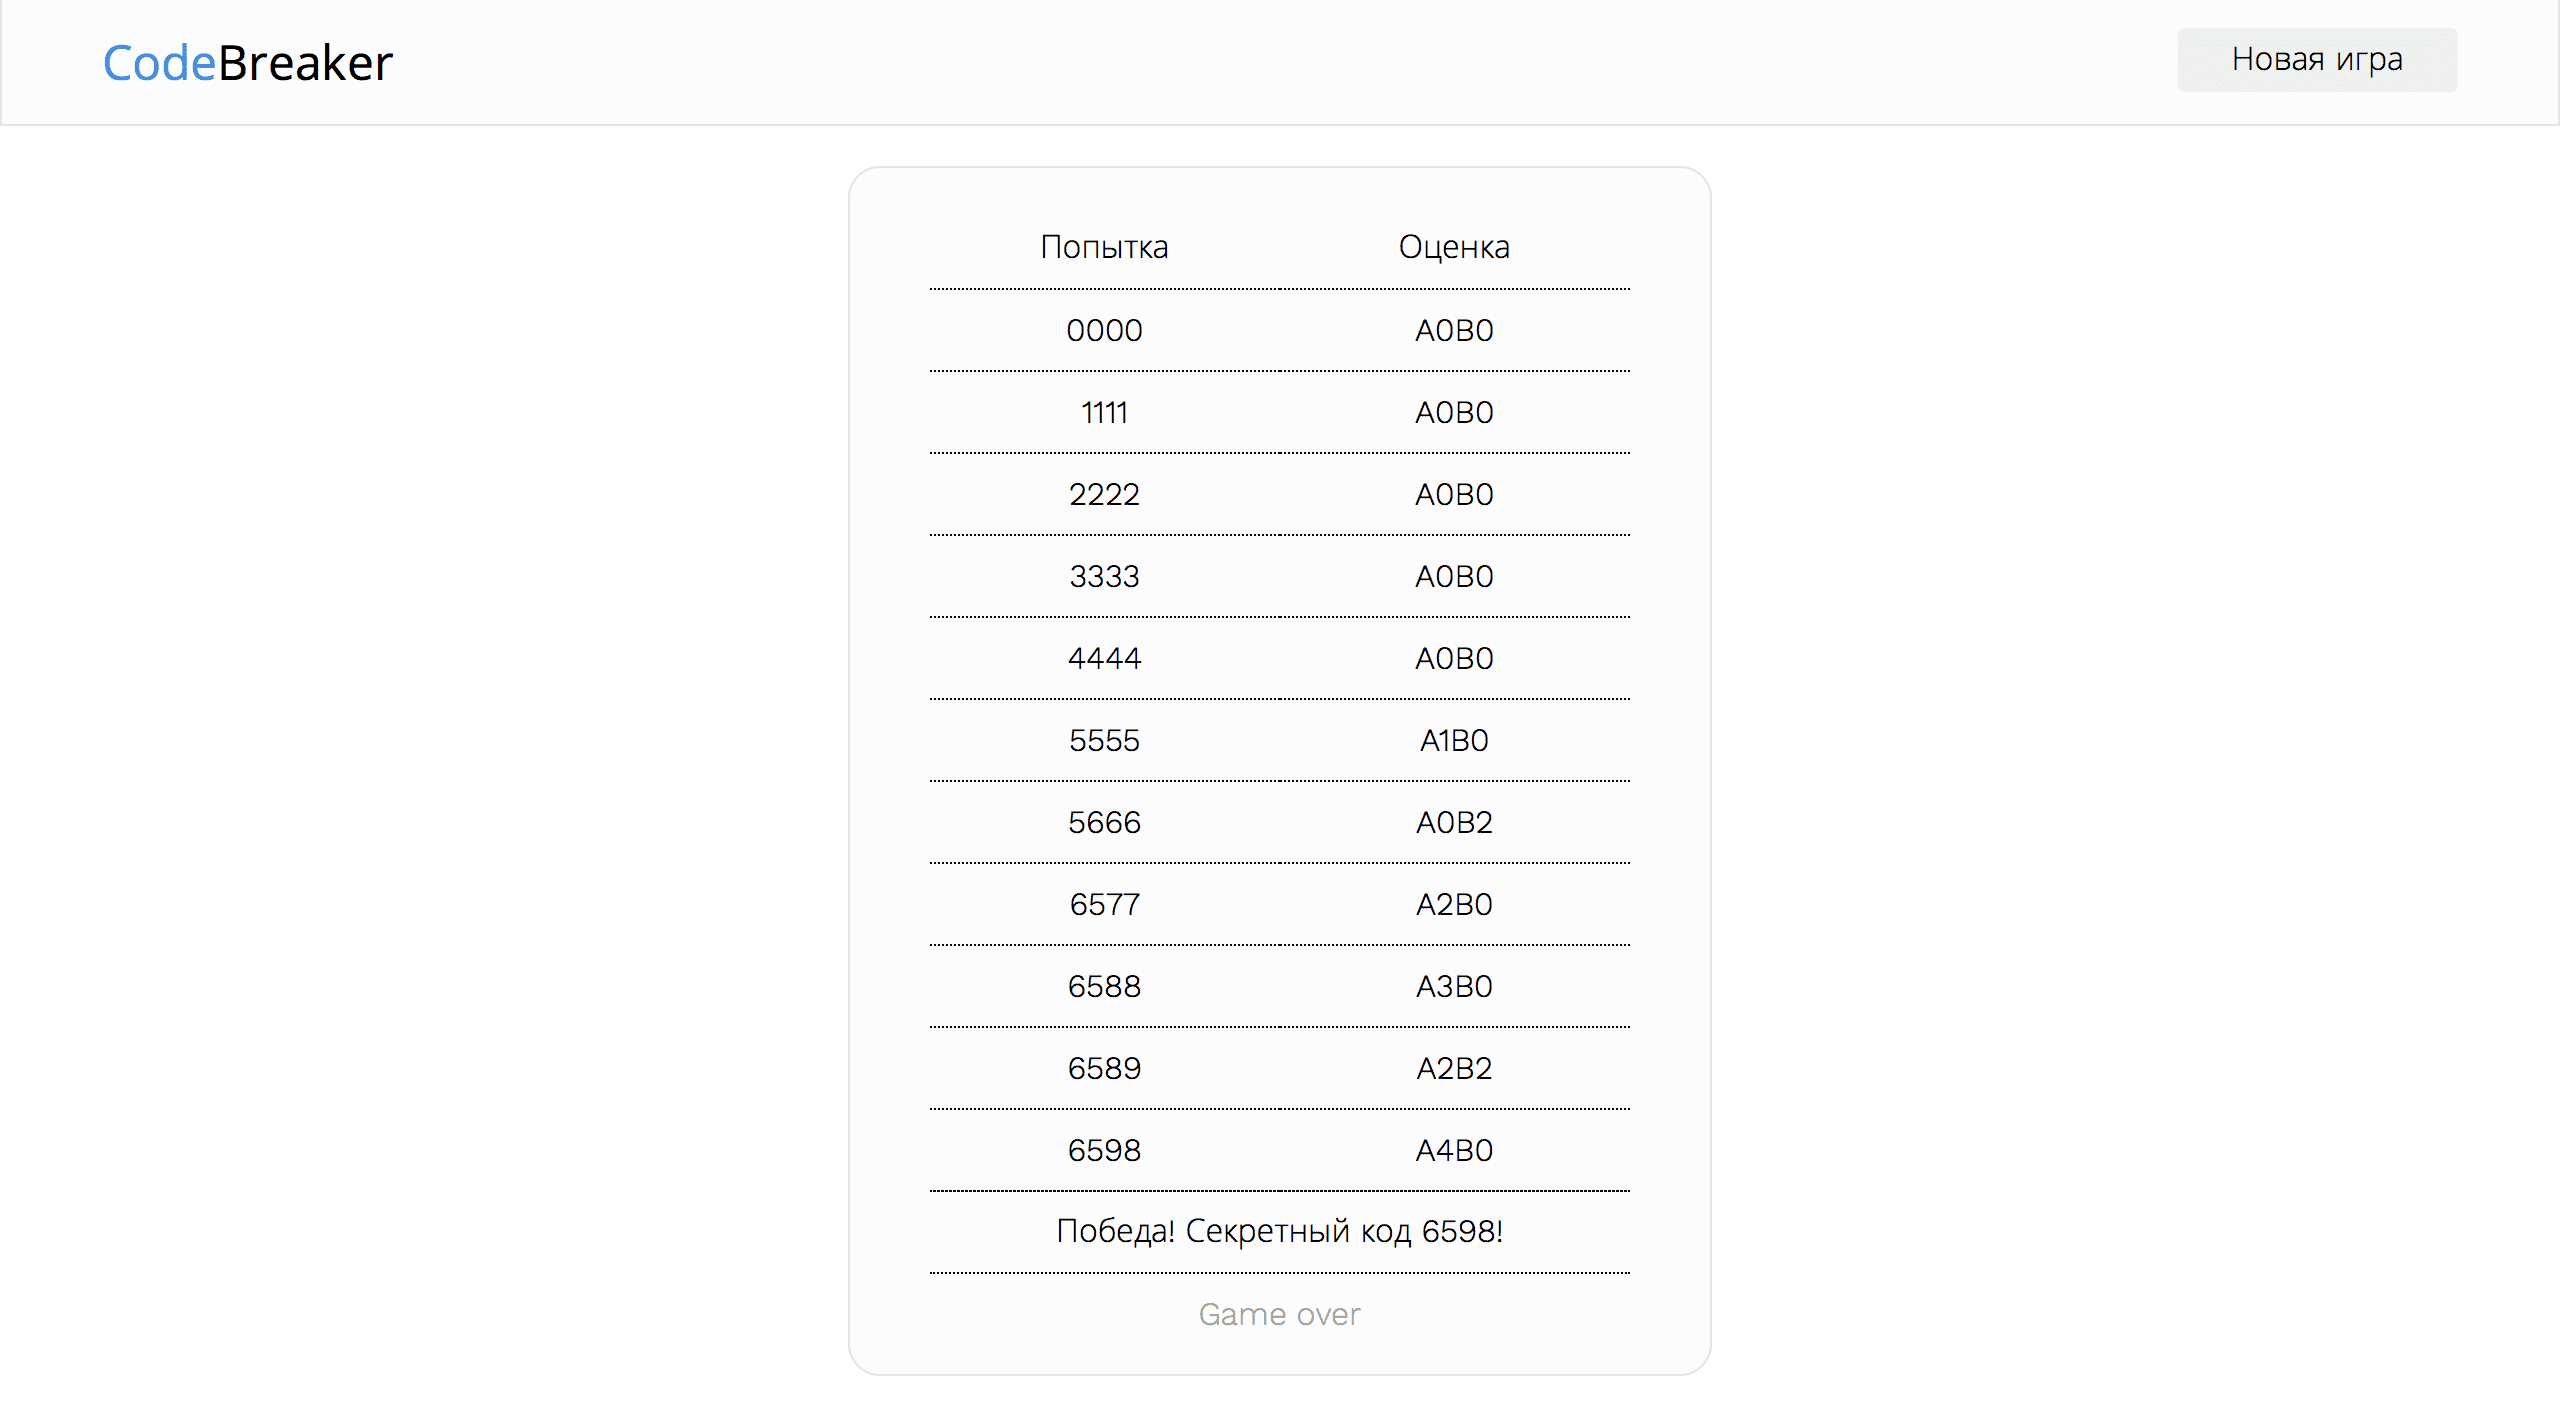 CodeBreaker
Новая игра
Попытка Оценка
0000 A0B0
1111 A0B0
2222 A0B0
3333 A0B0
4444 A0B0
5555 A1B0
5666 A0B2
6577 A2B0
6588 A3B0
6589 A2B2
6598 A4B0
Победа! Секретный код 6598!
Game over